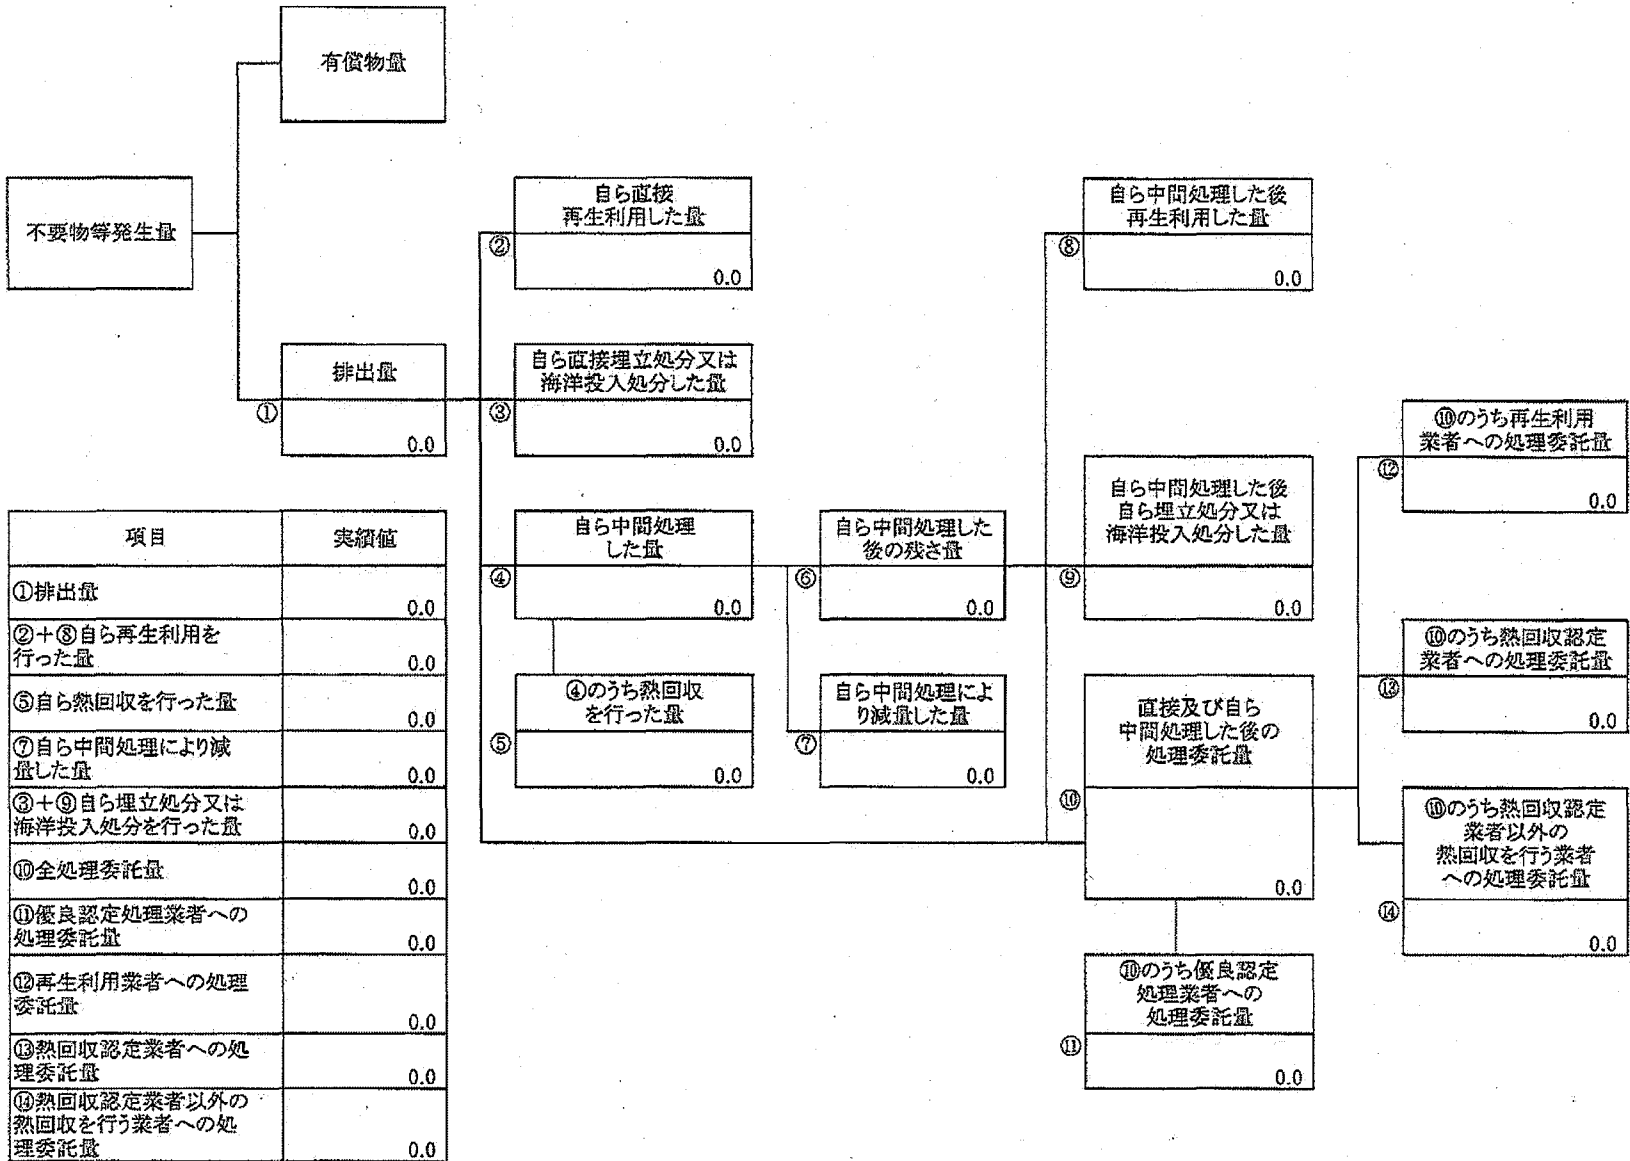 有償物量
不要物等発生量
排出量
①
0.0
自ら直接
再生利用した量
②
0.0
自ら直接埋立処分又は
海洋投入処分した量
③
0.0
自ら中間処理
した量
④
0.0
④のうち熱回収
を行った量
⑤
0.0
自ら中間処理した
後の残さ量
⑥
0.0
自ら中間処理によ
り減量した量
⑦
0.0
自ら中間処理した後
再生利用した量
⑧
0.0
自ら中間処理した後
自ら埋立処分又は
海洋投入処分した量
⑨
0.0
直接及び自ら
中間処理した後の
処理委託量
⑩
0.0
⑩のうち優良認定
処理業者への
処理委託量
⑪
0.0
⑩のうち再生利用
業者への処理委託量
⑫
0.0
⑩のうち熱回収認定
業者への処理委託量
⑬
0.0
⑩のうち熱回収認定
業者以外の
熱回収を行う業者
への処理委託量
⑭
0.0
項目 実績値
①排出量
0.0
②+⑧自ら再生利用を
行った量
0.0
⑤自ら熱回収を行った量
0.0
⑦自ら中間処理により減
量した量
0.0
③+⑨自ら埋立処分又は
海洋投入処分を行った量
0.0
⑩全処理委託量
0.0
⑪優良認定処理業者への
処理委託量
0.0
⑫再生利用業者への処理
委託量
0.0
⑬熱回収認定業者への処
理委託量
0.0
⑭熱回収認定業者以外の
熱回収を行う業者への処
理委託量
0.0